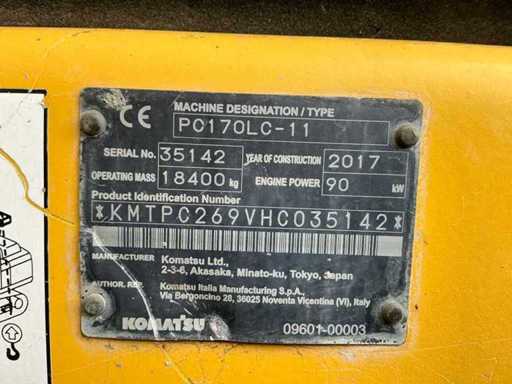 CE
MACHINE DESIGNATION / TYPE
PC170LC-11
SERIAL No. 35142 YEAR OF CONSTRUCTION 2017
OPERATING MASS 18400 kg ENGINE POWER 90 kW
Product Identification Number
*KMTPC269VHC035142*
MANUFACTURER Komatsu Ltd.,
2-3-6, Akasaka, Minato-ku, Tokyo, Japan
AUTHOR. REP. Komatsu Italia Manufacturing S.p.A.,
Via Bergoncino 28, 36025 Noventa Vicentina (VI), Italy
KOMATSU 09601-00003